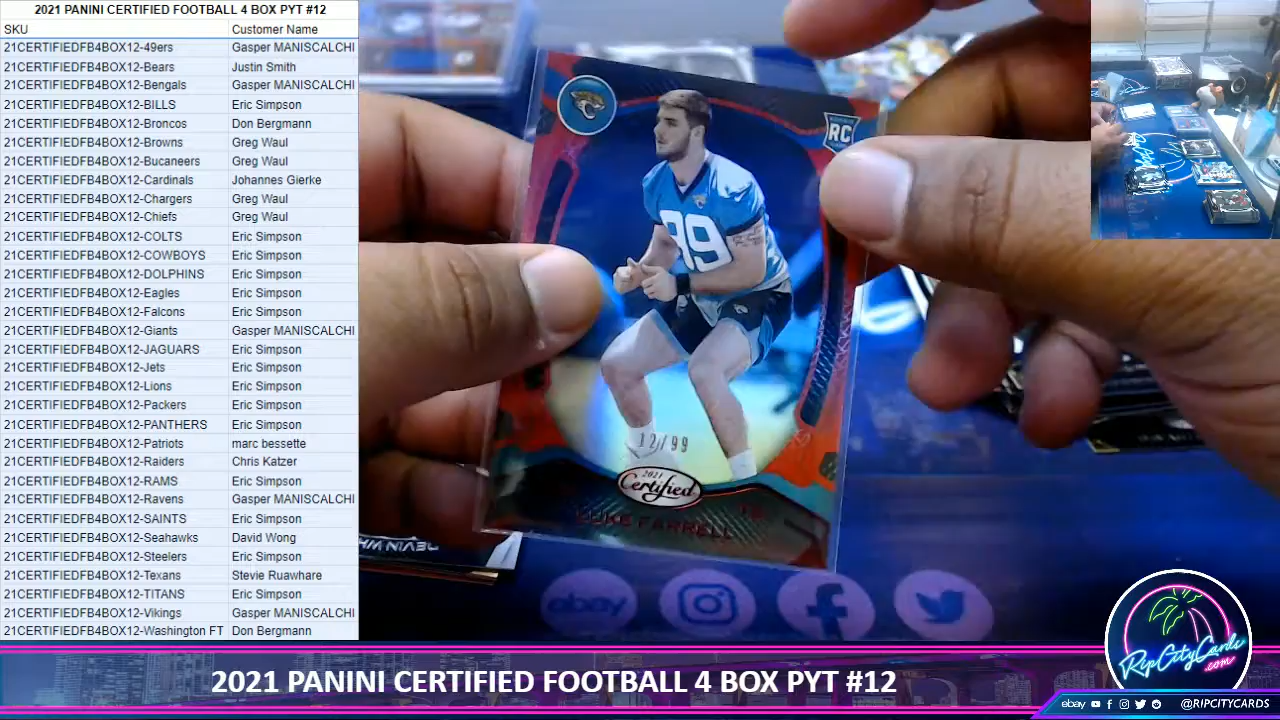 2021 PANINI CERTIFIED FOOTBALL 4 BOX PYT #12
SKU Customer Name
21CERTIFIEDFB4BOX12-49ers Gasper MANISCALCHI
21CERTIFIEDFB4BOX12-Bears Justin Smith
21CERTIFIEDFB4BOX12-Bengals Gasper MANISCALCHI
21CERTIFIEDFB4BOX12-BILLS Eric Simpson
21CERTIFIEDFB4BOX12-Broncos Don Bergmann
21CERTIFIEDFB4BOX12-Browns Greg Waul
21CERTIFIEDFB4BOX12-Bucaneers Greg Waul
21CERTIFIEDFB4BOX12-Cardinals Johannes Gierke
21CERTIFIEDFB4BOX12-Chargers Greg Waul
21CERTIFIEDFB4BOX12-Chiefs Greg Waul
21CERTIFIEDFB4BOX12-COLTS Eric Simpson
21CERTIFIEDFB4BOX12-COWBOYS Eric Simpson
21CERTIFIEDFB4BOX12-DOLPHINS Eric Simpson
21CERTIFIEDFB4BOX12-Eagles Eric Simpson
21CERTIFIEDFB4BOX12-Falcons Eric Simpson
21CERTIFIEDFB4BOX12-Giants Gasper MANISCALCHI
21CERTIFIEDFB4BOX12-JAGUARS Eric Simpson
21CERTIFIEDFB4BOX12-Jets Eric Simpson
21CERTIFIEDFB4BOX12-Lions Eric Simpson
21CERTIFIEDFB4BOX12-Packers Eric Simpson
21CERTIFIEDFB4BOX12-PANTHERS Eric Simpson
21CERTIFIEDFB4BOX12-Patriots marc bessette
21CERTIFIEDFB4BOX12-Raiders Chris Katzer
21CERTIFIEDFB4BOX12-RAMS Eric Simpson
21CERTIFIEDFB4BOX12-Ravens Gasper MANISCALCHI
21CERTIFIEDFB4BOX12-SAINTS Eric Simpson
21CERTIFIEDFB4BOX12-Seahawks David Wong
21CERTIFIEDFB4BOX12-Steelers Eric Simpson
21CERTIFIEDFB4BOX12-Texans Stevie Ruawhare
21CERTIFIEDFB4BOX12-TITANS Eric Simpson
21CERTIFIEDFB4BOX12-Vikings Gasper MANISCALCHI
21CERTIFIEDFB4BOX12-Washington FT Don Bergmann
RC
89
12/99
2021
Certified
TE
LUKE FARRELL
DEVIN
ebay
RipCityCards
.com
2021 PANINI CERTIFIED FOOTBALL 4 BOX PYT #12
ebay @RIPCITYCARDS